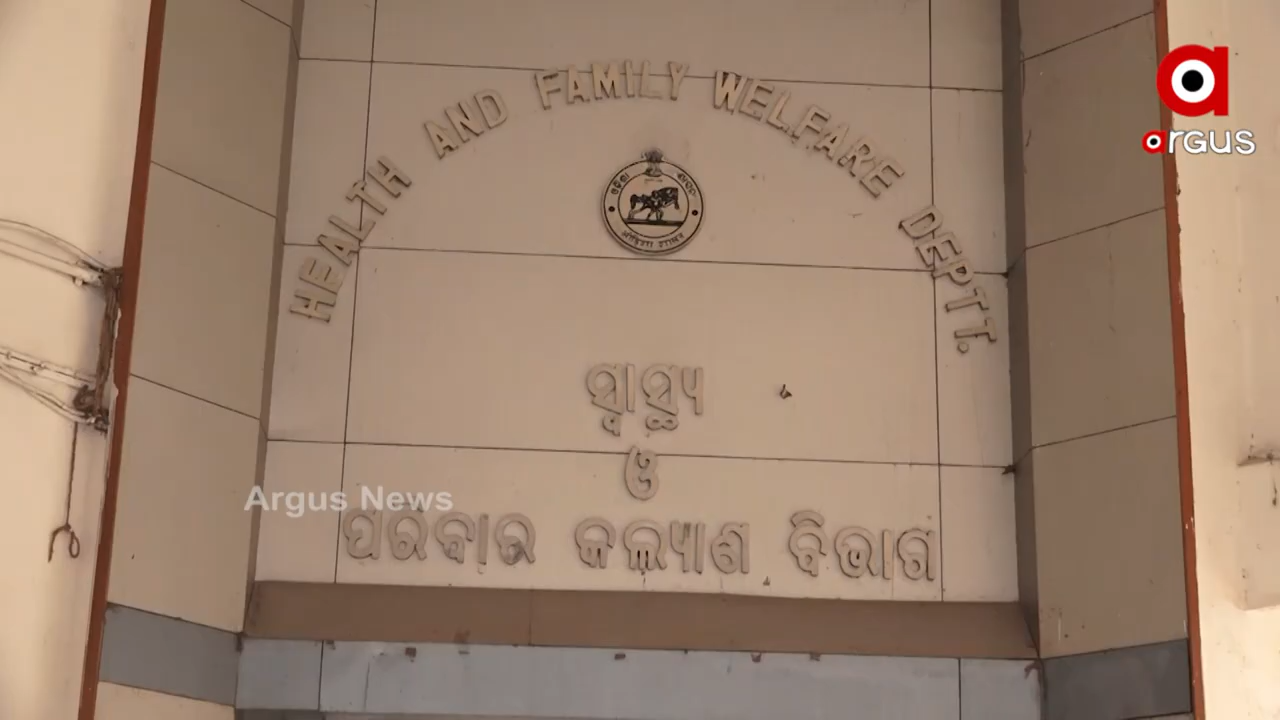 HEALTH AND FAMILY WELFARE DEPTT.
ସ୍ୱାସ୍ଥ୍ୟ
ଓ
ପରିବାର କଲ୍ୟାଣ ବିଭାଗ
Argus News
argus